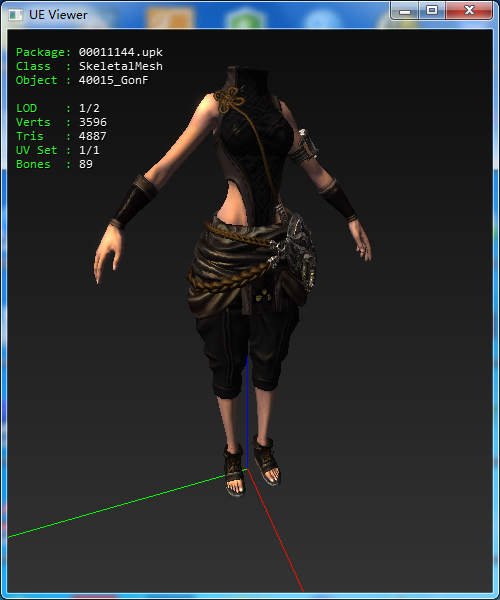 UE Viewer
Package: 00011144.upk
Class : SkeletalMesh
Object : 40015_GonF
LOD : 1/2
Verts : 3596
Tris : 4887
UV Set : 1/1
Bones : 89